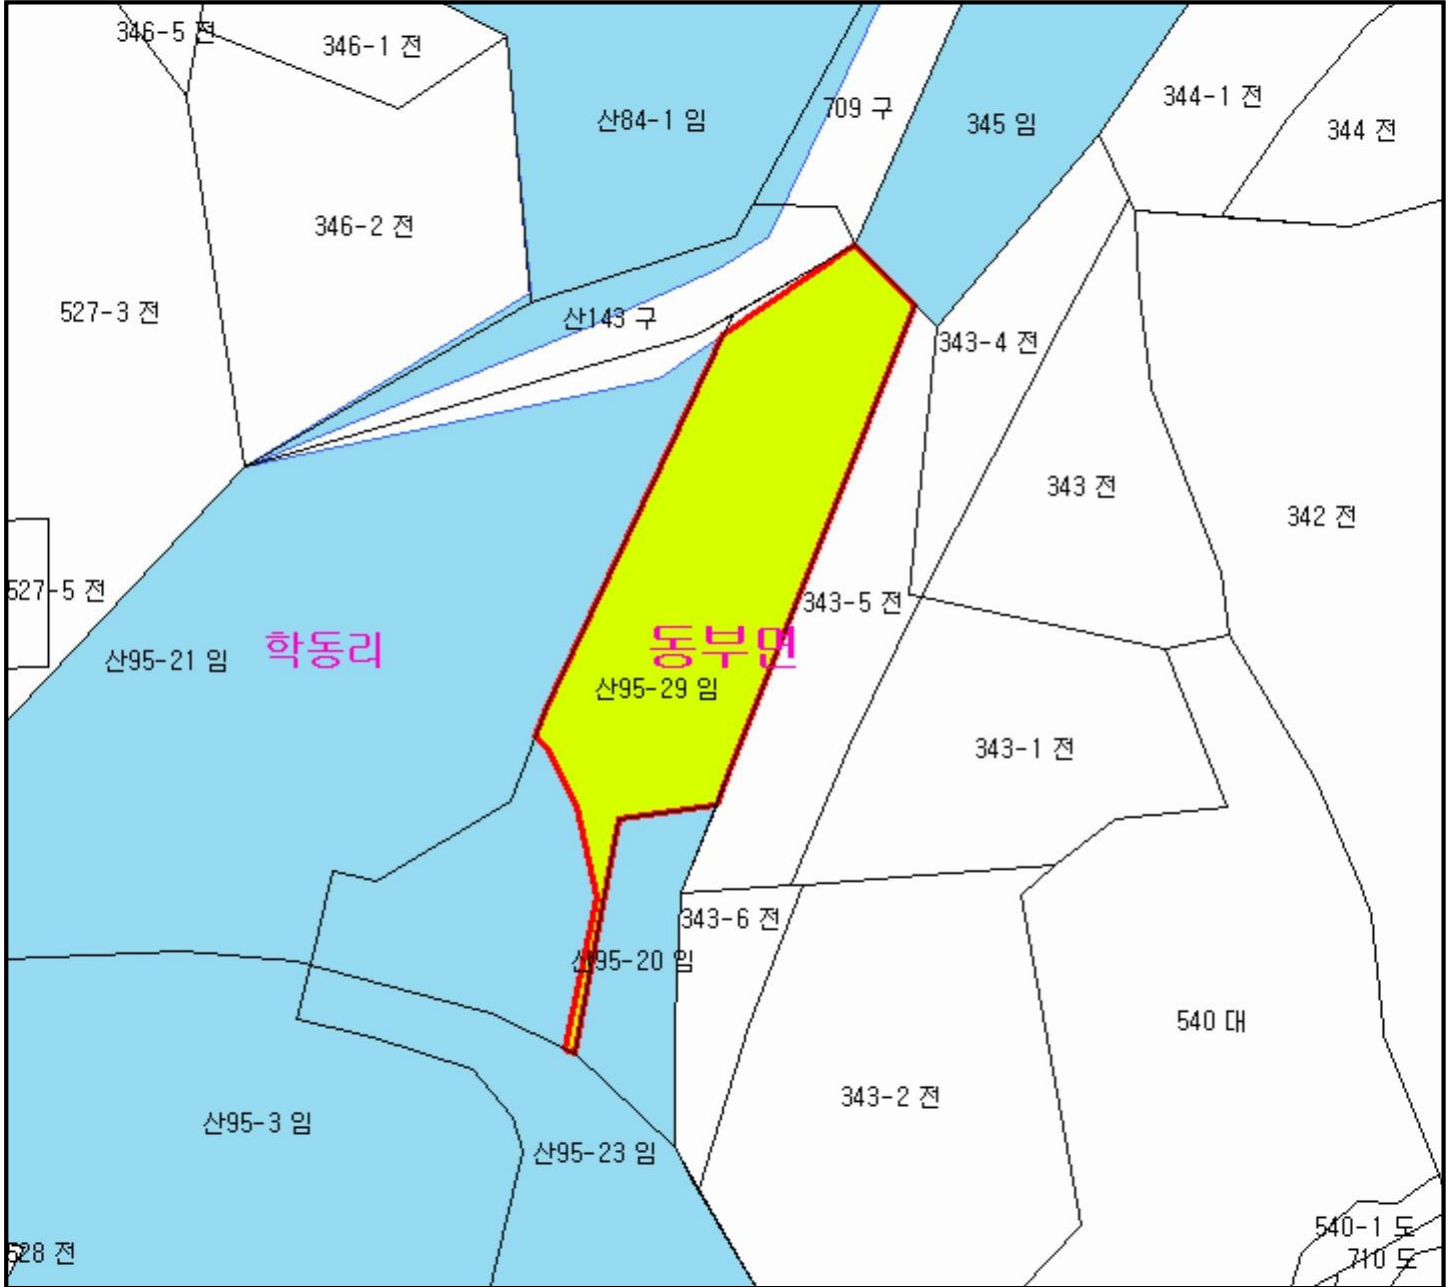 346-5 전
346-1 전
산84-1 임
709 구
345 임
344-1 전
344 전
346-2 전
527-3 전
산143 구
343-4 전
343 전
342 전
527-5 전
343-5 전
산95-21 임
학동리
동부면
산95-29 임
343-1 전
343-6 전
산95-20 임
540 대
343-2 전
산95-3 임
산95-23 임
540-1 도
528 전
710 도